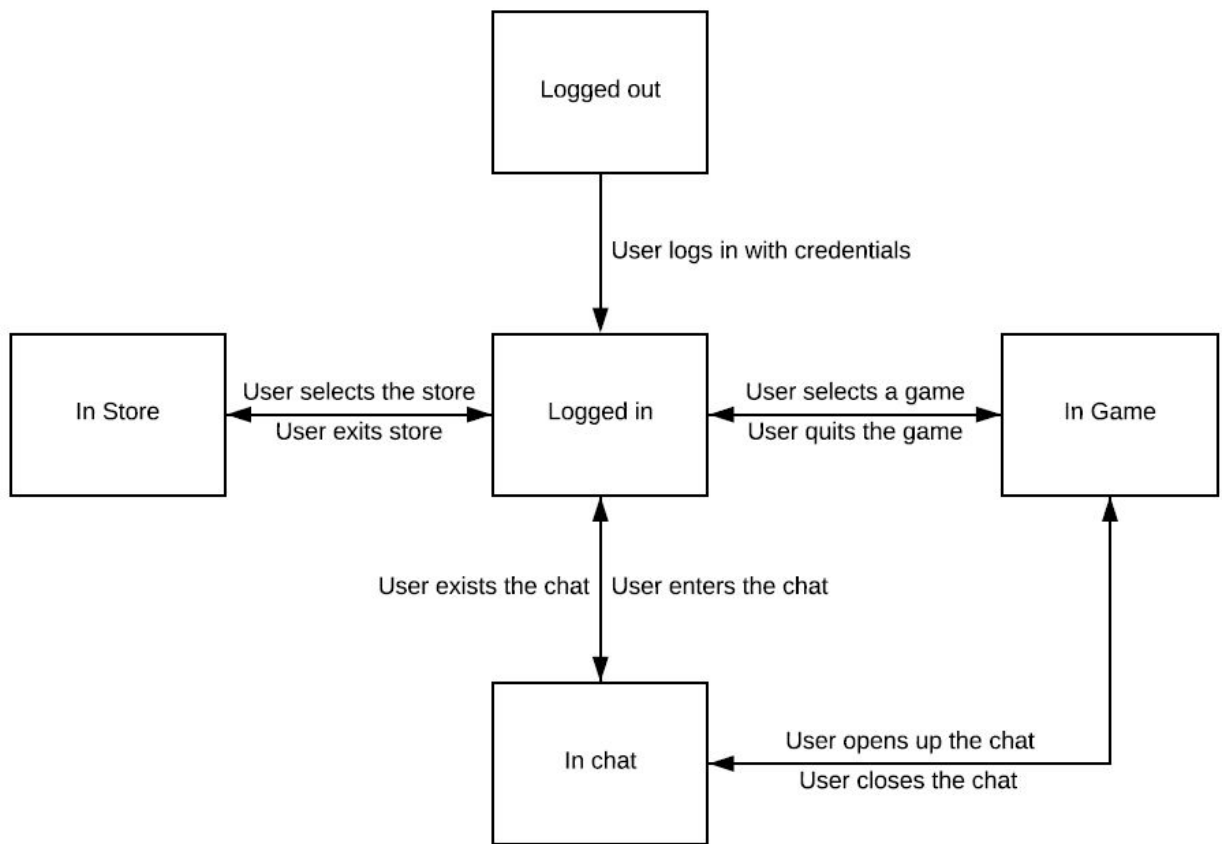 Logged out
User logs in with credentials
In Store
User selects the store
User exits store
Logged in
User selects a game
User quits the game
In Game
User exists the chat
User enters the chat
In chat
User opens up the chat
User closes the chat